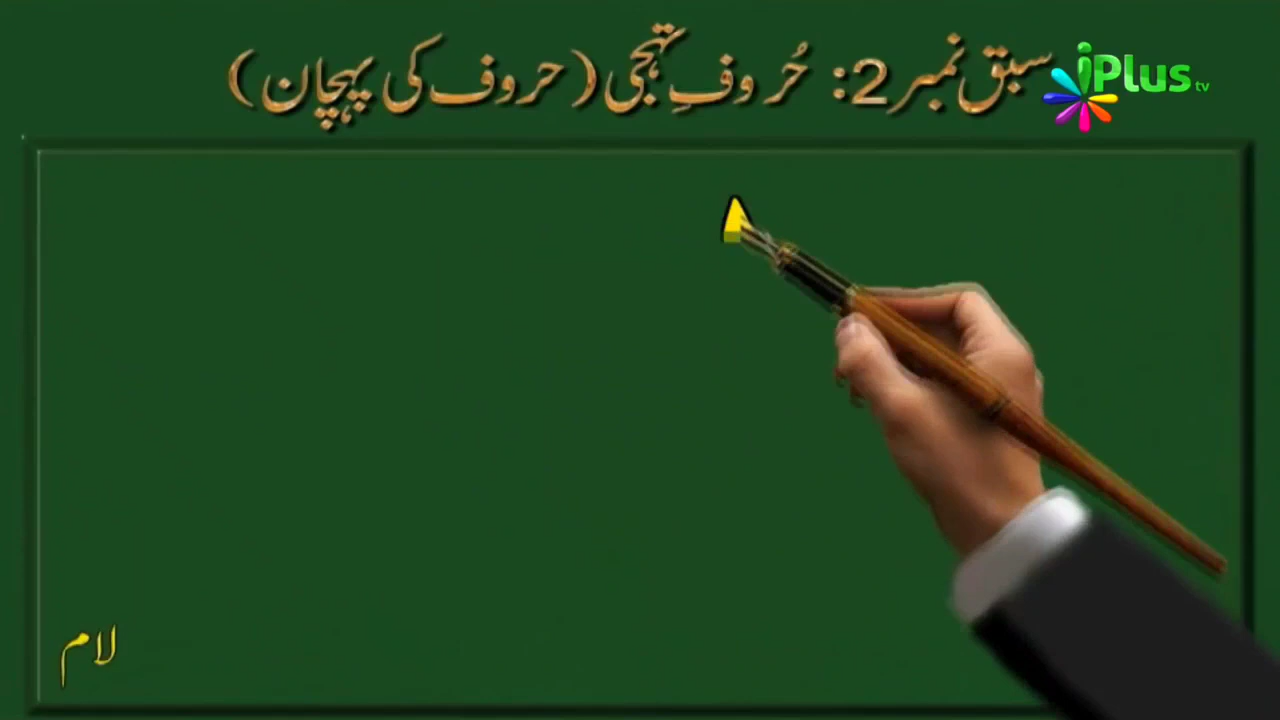 سبق نمبر 2: حُروفِ تہجی (حروف کی پہچان)
iPlus tv
لام